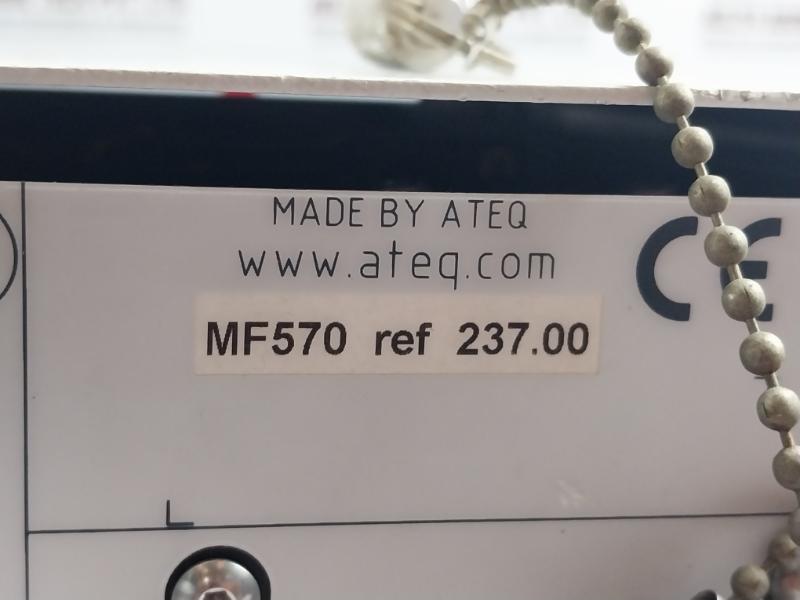 MADE BY ATEQ
www.ateq.com
CE
MF570 ref 237.00
L